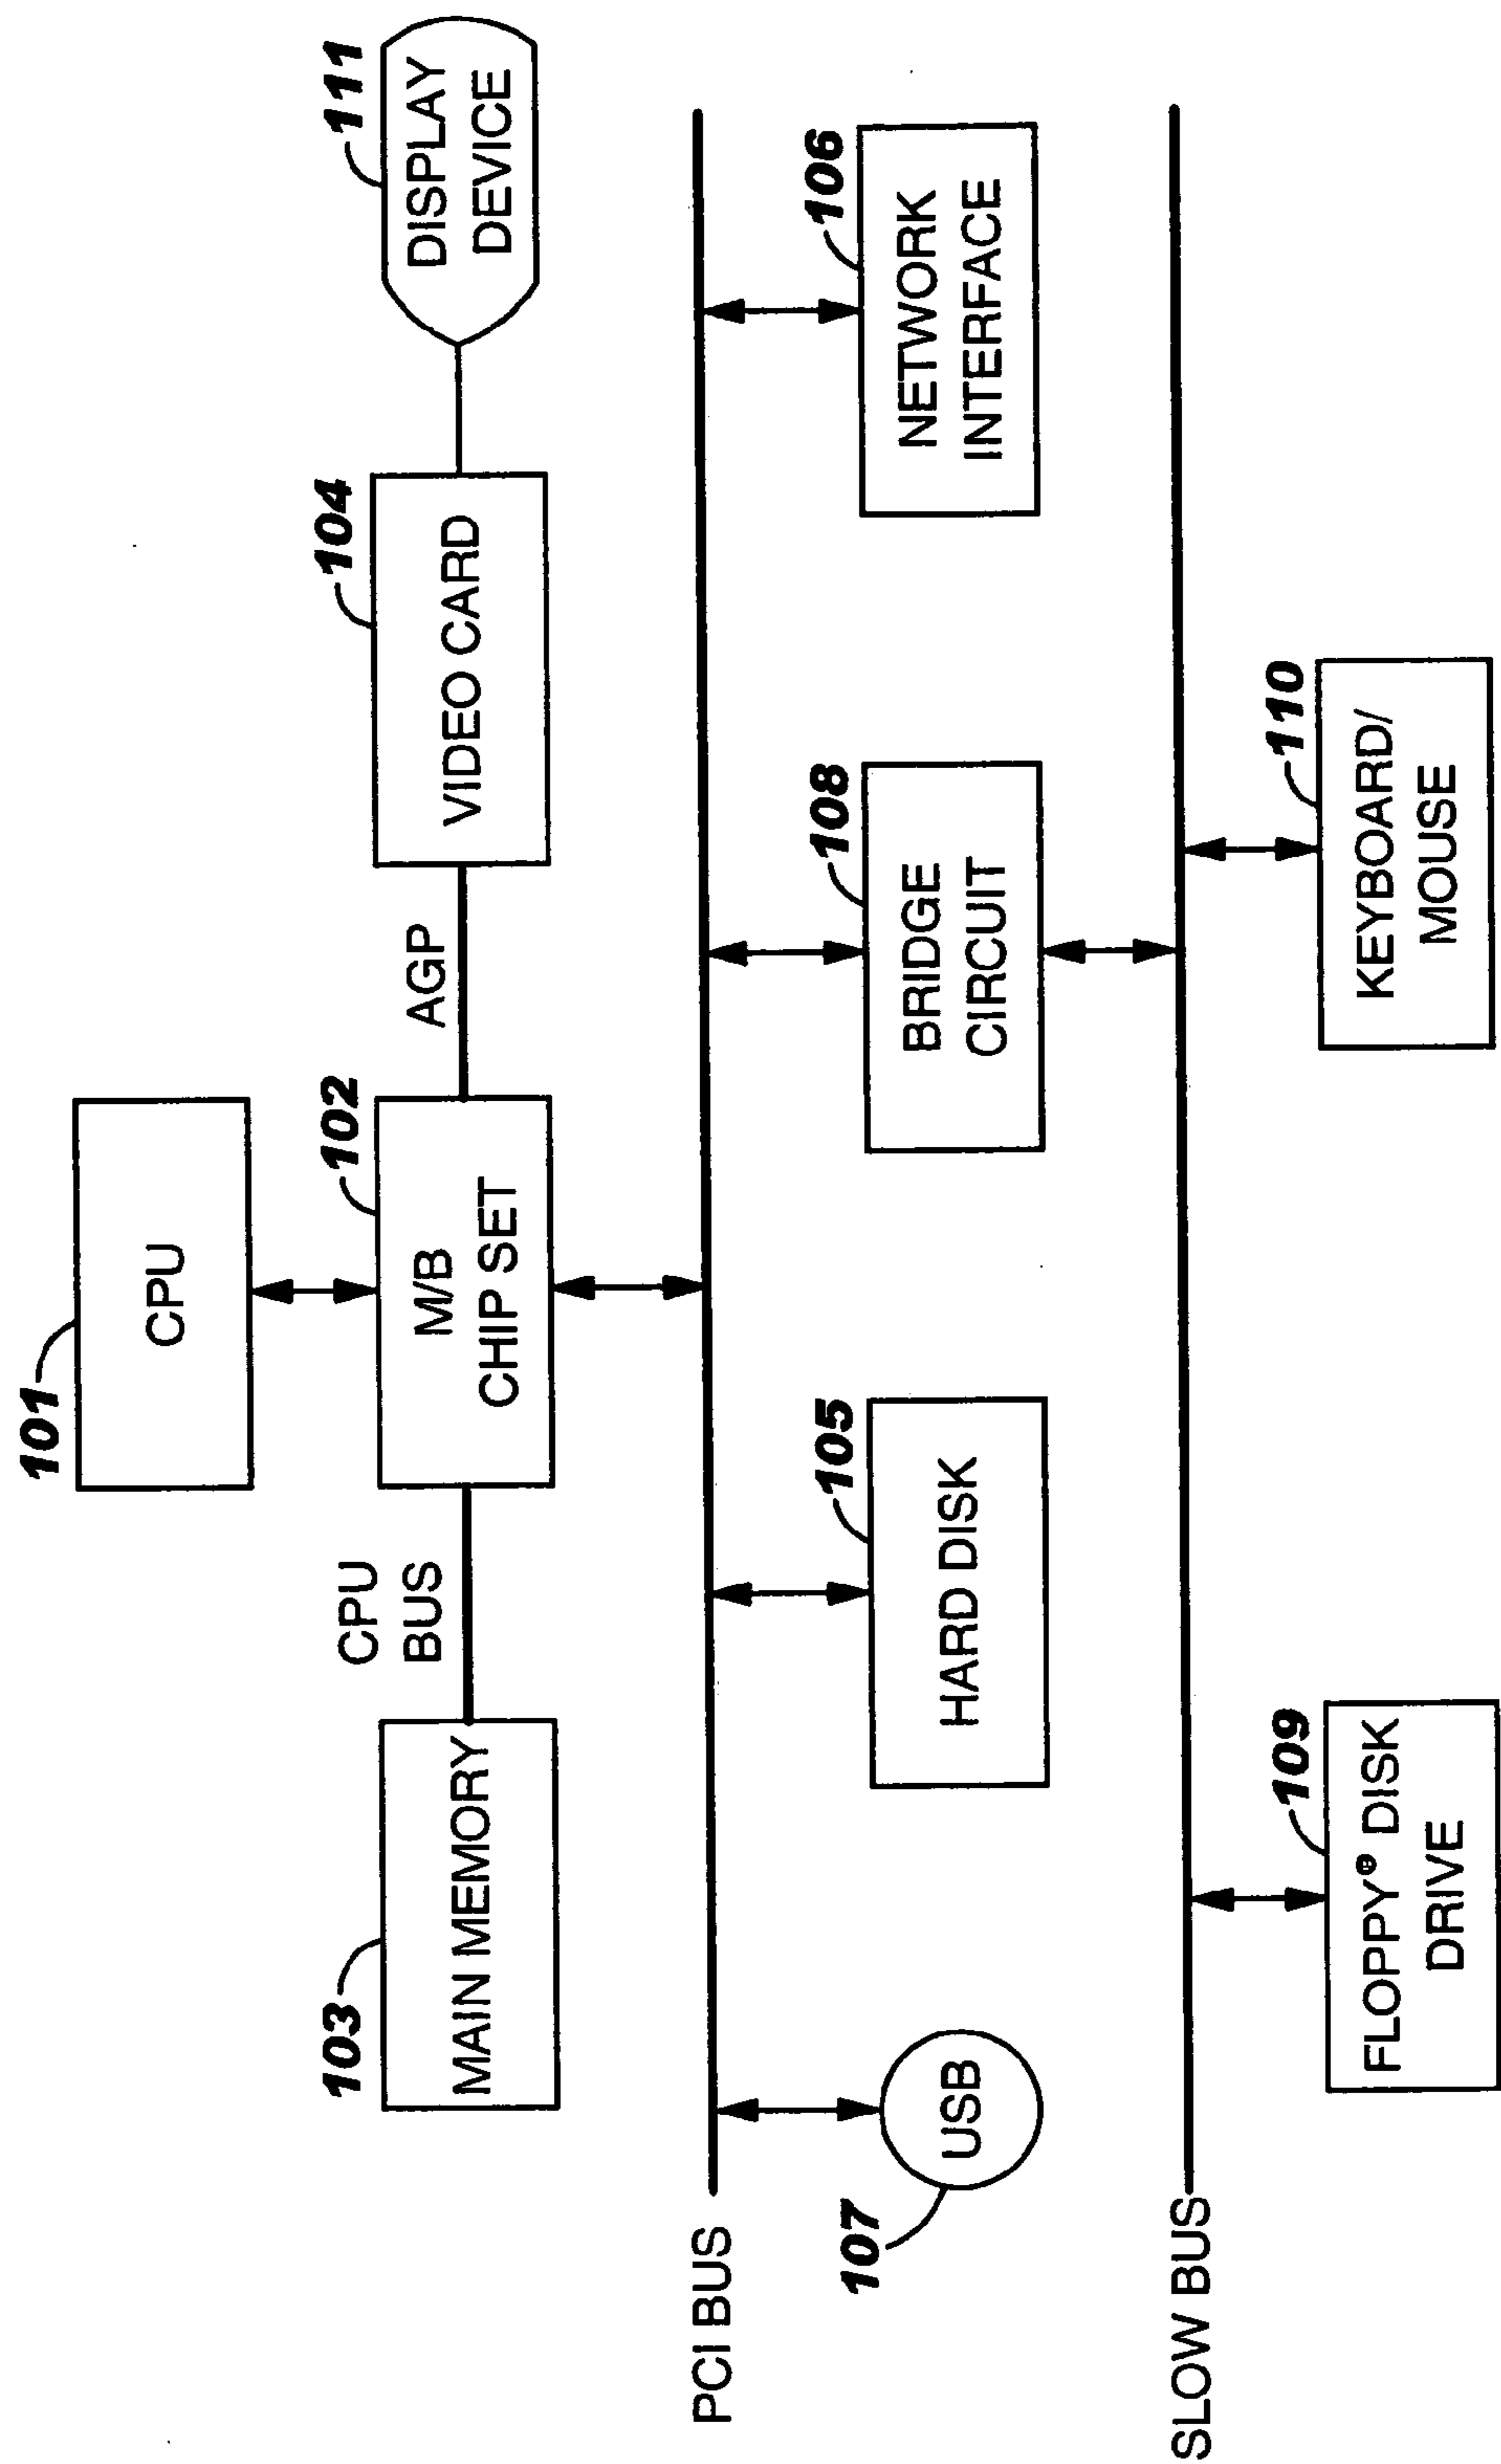 101
CPU
103
MAIN MEMORY
CPU
BUS
102
M/B
CHIP SET
AGP
104
VIDEO CARD
111
DISPLAY
DEVICE
PCI BUS
107
USB
105
HARD DISK
108
BRIDGE
CIRCUIT
106
NETWORK
INTERFACE
SLOW BUS
109
FLOPPY® DISK
DRIVE
110
KEYBOARD/
MOUSE